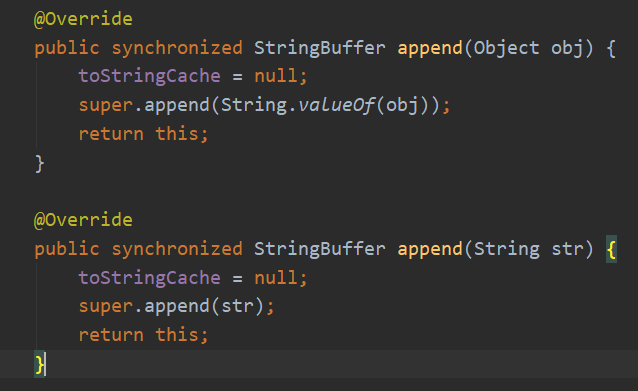 @Override
public synchronized StringBuffer append(Object obj) {
toStringCache = null;
super.append(String.valueOf(obj));
return this;
}
@Override
public synchronized StringBuffer append(String str) {
toStringCache = null;
super.append(str);
return this;
}